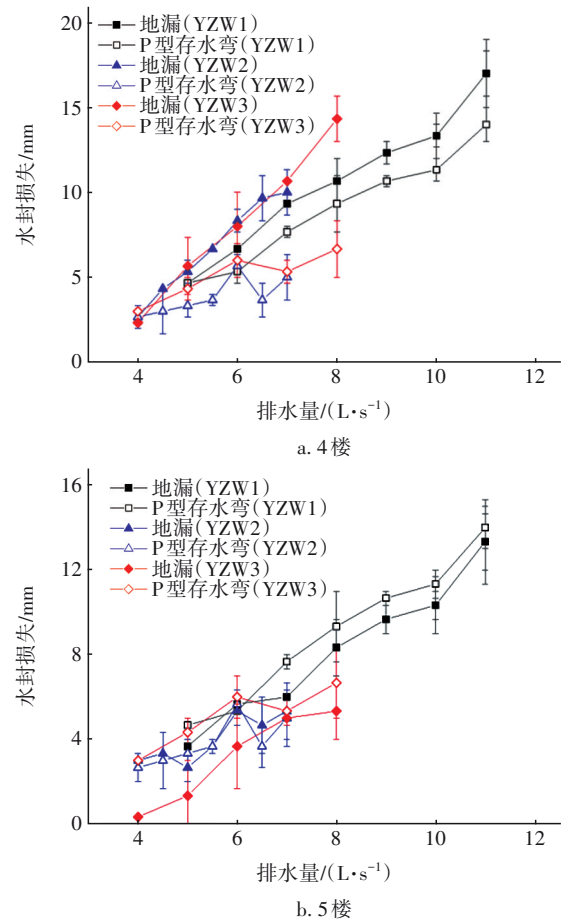 20
15
10
5
0
水封损失/mm
地漏(YZW1)
P型存水弯(YZW1)
地漏(YZW2)
P型存水弯(YZW2)
地漏(YZW3)
P型存水弯(YZW3)
4 6 8 10 12
排水量/(L·s⁻¹)
a. 4楼
16
12
8
4
0
水封损失/mm
地漏(YZW1)
P型存水弯(YZW1)
地漏(YZW2)
P型存水弯(YZW2)
地漏(YZW3)
P型存水弯(YZW3)
4 6 8 10 12
排水量/(L·s⁻¹)
b. 5楼